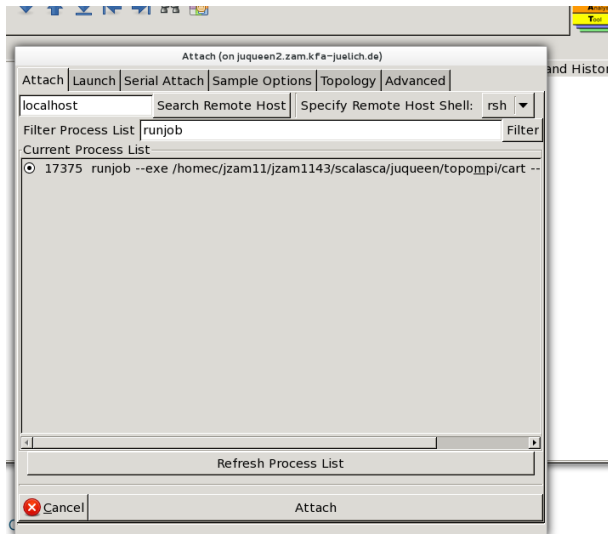 Analys
Tool
Attach (on juqueen2.zam.kfa-juelich.de)
and Histor
Attach Launch Serial Attach Sample Options Topology Advanced
localhost Search Remote Host Specify Remote Host Shell: rsh
Filter Process List runjob Filter
Current Process List
17375 runjob --exe /homec/jzam11/jzam1143/scalasca/juqueen/topompi/cart --
Refresh Process List
Cancel Attach